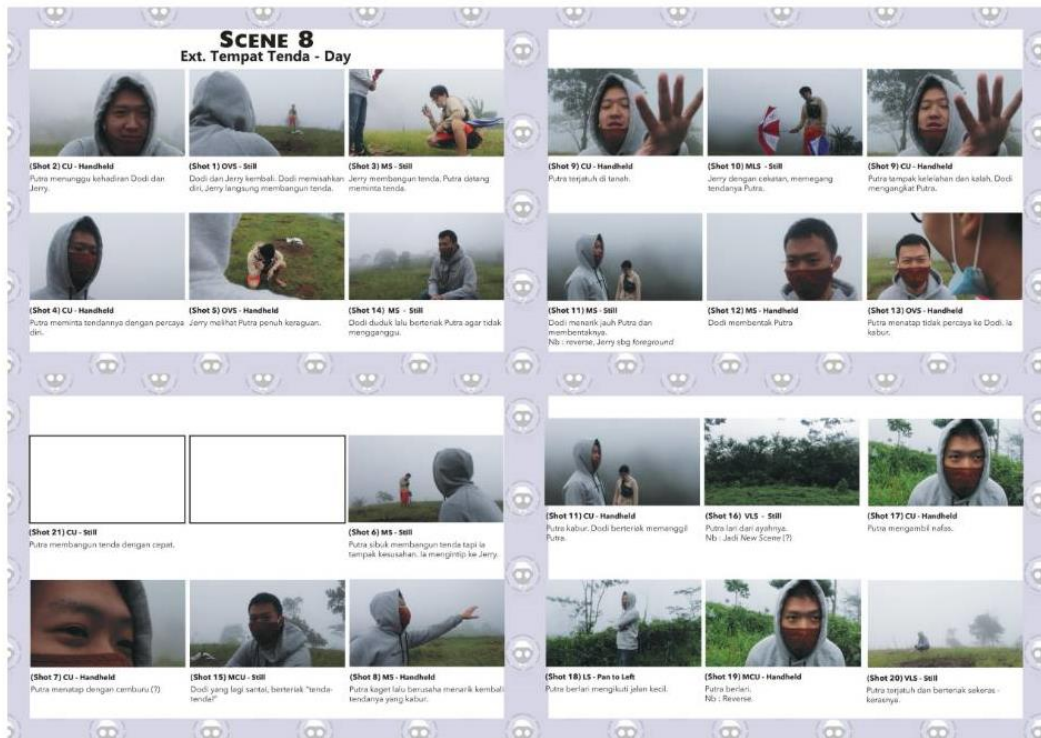 SCENE 8
Ext. Tempat Tenda - Day
(Shot 2) CU - Handheld
Putra menunggu kehadiran Dodi dan
Jerry.
(Shot 1) OVS - Still
Dodi dan Jerry kembali. Dodi memisahkan
diri, Jerry langsung membangun tenda.
(Shot 3) MS - Still
Jerry membangun tenda, Putra datang
meminta tenda.
(Shot 4) CU - Handheld
Putra meminta tendannya dengan percaya
diri.
(Shot 5) OVS - Handheld
Jerry melihat Putra penuh keraguan.
(Shot 14) MS - Still
Dodi duduk lalu berteriak Putra agar tidak
mengganggu.
(Shot 9) CU - Handheld
Putra terjatuh di tanah.
(Shot 10) MLS - Still
Jerry dengan cekatan, memegang
tendanya Putra.
(Shot 9) CU - Handheld
Putra tampak kelelahan dan kalah. Dodi
mengangkat Putra.
(Shot 11) MS - Still
Dodi menarik jauh Putra dan
membentaknya.
Nb : reverse, Jerry sbg foreground
(Shot 12) MS - Handheld
Dodi membentak Putra
(Shot 13) OVS - Handheld
Putra menatap tidak percaya ke Dodi. Ia
kabur.
(Shot 21) CU - Still
Putra membangun tenda dengan cepat.
(Shot 6) MS - Still
Putra sibuk membangun tenda tapi ia
tampak kesusahan. Ia mengintip ke Jerry.
(Shot 7) CU - Handheld
Putra menatap dengan cemburu (?)
(Shot 15) MCU - Still
Dodi yang lagi santai, berteriak "tenda-
tenda!"
(Shot 8) MS - Handheld
Putra kaget lalu berusaha menarik kembali
tendanya yang kabur.
(Shot 11) CU - Handheld
Putra kabur. Dodi berteriak memanggil
Putra.
(Shot 16) VLS - Still
Putra lari dari ayahnya.
Nb : Jadi New Scene (?)
(Shot 17) CU - Handheld
Putra mengambil nafas.
(Shot 18) LS - Pan to Left
Putra berlari mengikuti jalan kecil.
(Shot 19) MCU - Handheld
Putra berlari.
Nb : Reverse.
(Shot 20) VLS - Still
Putra terjatuh dan berteriak sekeras -
kerasnya.